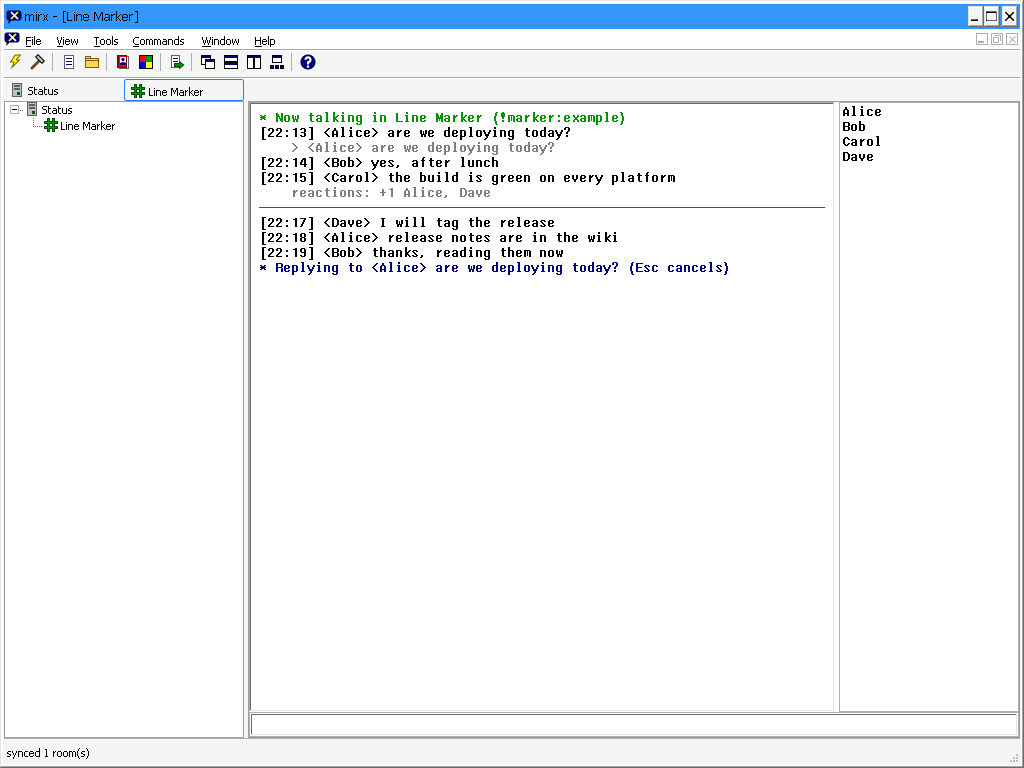 mirx - [Line Marker]
File View Tools Commands Window Help
Status Line Marker
Status
Line Marker
* Now talking in Line Marker (!marker:example)
[22:13] <Alice> are we deploying today?
> <Alice> are we deploying today?
[22:14] <Bob> yes, after lunch
[22:15] <Carol> the build is green on every platform
reactions: +1 Alice, Dave
[22:17] <Dave> I will tag the release
[22:18] <Alice> release notes are in the wiki
[22:19] <Bob> thanks, reading them now
* Replying to <Alice> are we deploying today? (Esc cancels)
Alice
Bob
Carol
Dave
synced 1 room(s)